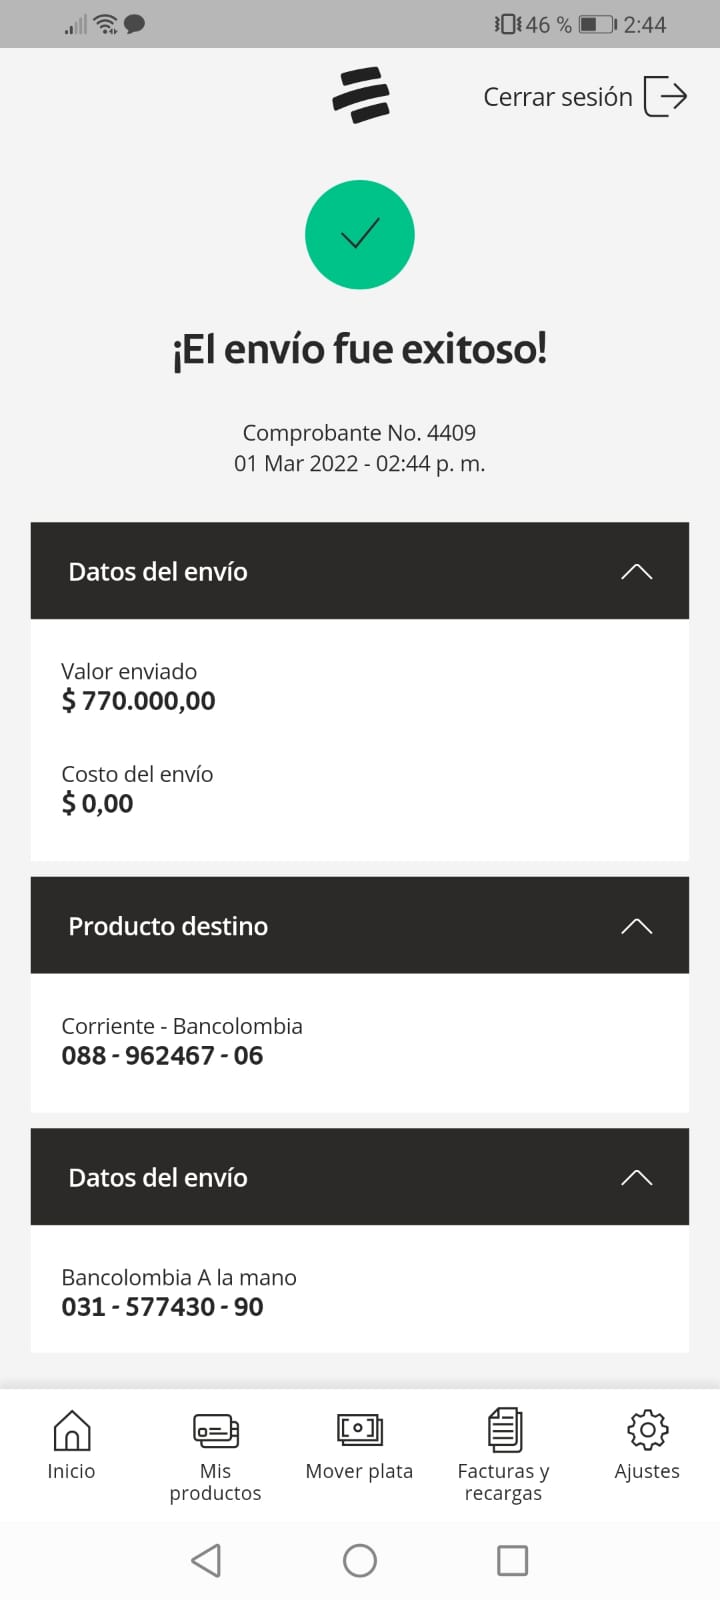 46 % 2:44
Cerrar sesión
¡El envío fue exitoso!
Comprobante No. 4409
01 Mar 2022 - 02:44 p. m.
Datos del envío
Valor enviado
$ 770.000,00
Costo del envío
$ 0,00
Producto destino
Corriente - Bancolombia
088 - 962467 - 06
Datos del envío
Bancolombia A la mano
031 - 577430 - 90
Inicio
Mis productos
Mover plata
Facturas y recargas
Ajustes